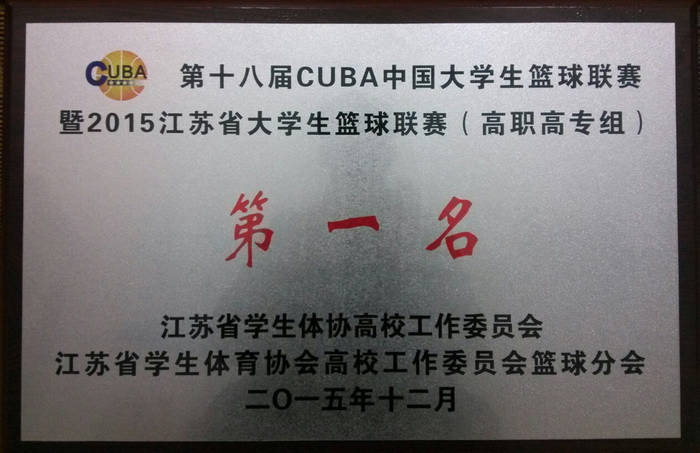 CUBA
第十八届CUBA中国大学生篮球联赛
暨2015江苏省大学生篮球联赛（高职高专组）
第一名
江苏省学生体协高校工作委员会
江苏省学生体育协会高校工作委员会篮球分会
二〇一五年十二月